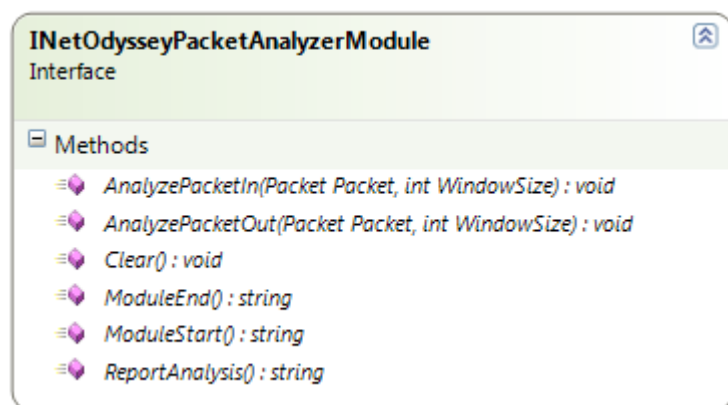 INetOdysseyPacketAnalyzerModule
Interface
Methods
AnalyzePacketIn(Packet Packet, int WindowSize) : void
AnalyzePacketOut(Packet Packet, int WindowSize) : void
Clear() : void
ModuleEnd() : string
ModuleStart() : string
ReportAnalysis() : string